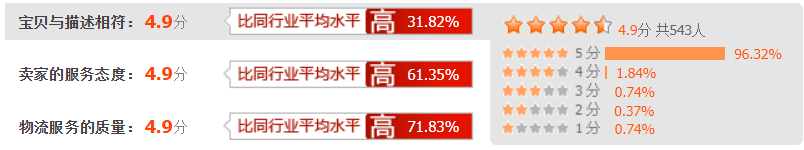 宝贝与描述相符：4.9分 比同行业平均水平 高 31.82%
卖家的服务态度：4.9分 比同行业平均水平 高 61.35%
物流服务的质量：4.9分 比同行业平均水平 高 71.83%
4.9分 共543人
5分 96.32%
4分 1.84%
3分 0.74%
2分 0.37%
1分 0.74%